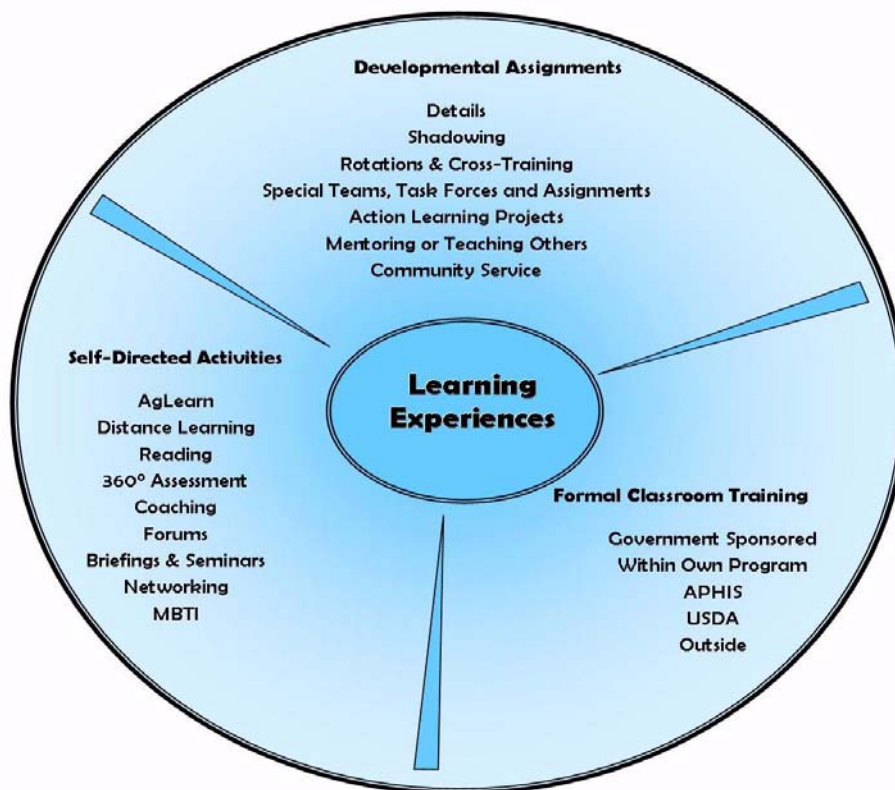 Developmental Assignments
Details
Shadowing
Rotations & Cross-Training
Special Teams, Task Forces and Assignments
Action Learning Projects
Mentoring or Teaching Others
Community Service
Self-Directed Activities
AgLearn
Distance Learning
Reading
360° Assessment
Coaching
Forums
Briefings & Seminars
Networking
MBTI
Learning
Experiences
Formal Classroom Training
Government Sponsored
Within Own Program
APHIS
USDA
Outside